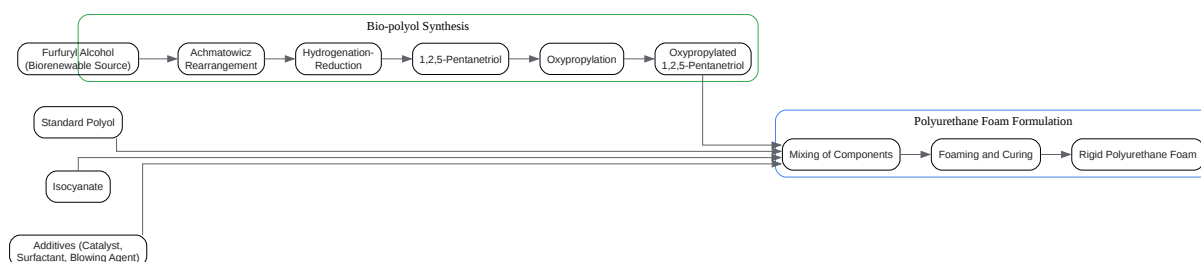 Bio-polyol Synthesis
Furfuryl Alcohol
(Biorenewable Source)
Achmatowicz
Rearrangement
Hydrogenation-
Reduction
1,2,5-Pentanetriol
Oxypropylation
Oxypropylated
1,2,5-Pentanetriol
Standard Polyol
Isocyanate
Additives (Catalyst,
Surfactant, Blowing Agent)
Polyurethane Foam Formulation
Mixing of Components
Foaming and Curing
Rigid Polyurethane Foam